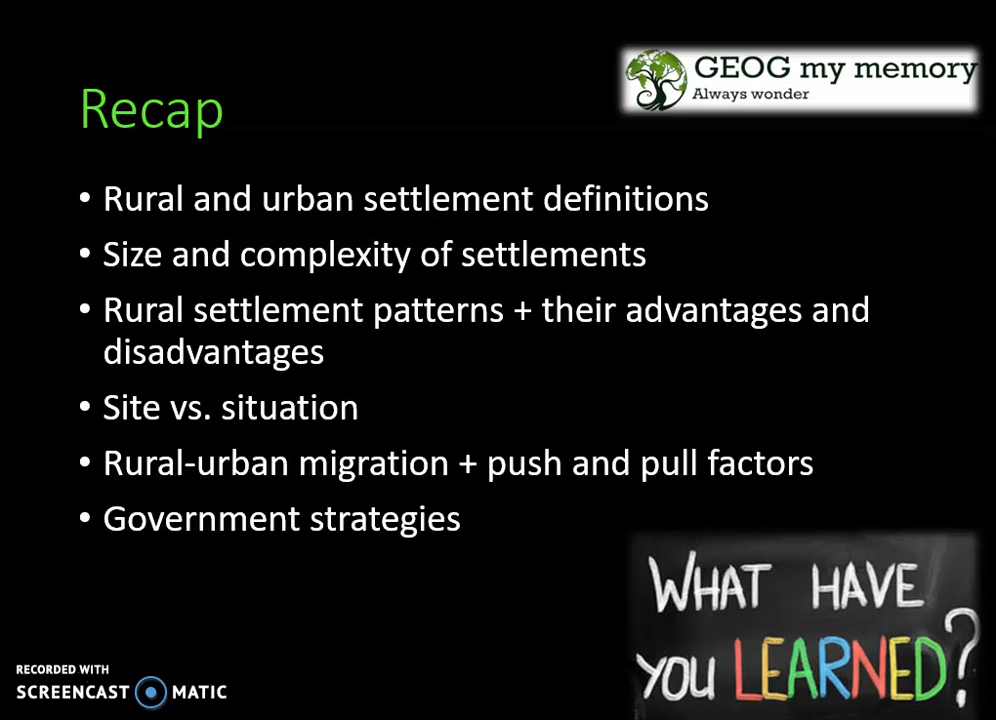 GEOG my memory
Always wonder
Recap
• Rural and urban settlement definitions
• Size and complexity of settlements
• Rural settlement patterns + their advantages and
disadvantages
• Site vs. situation
• Rural-urban migration + push and pull factors
• Government strategies
WHAT HAVE
YOU LEARNED?
RECORDED WITH
SCREENCAST MATIC